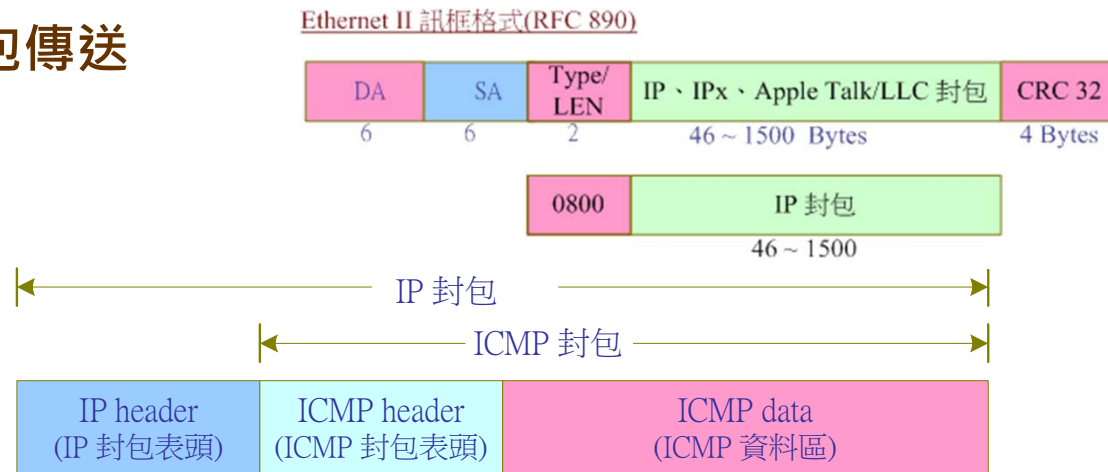 Ethernet II 訊框格式(RFC 890)
包傳送
DA
SA
Type/
LEN
IP、IPx、Apple Talk/LLC 封包
CRC 32
6
6
2
46 ~ 1500 Bytes
4 Bytes
0800
IP 封包
46 ~ 1500
IP 封包
ICMP 封包
IP header
(IP 封包表頭)
ICMP header
(ICMP 封包表頭)
ICMP data
(ICMP 資料區)